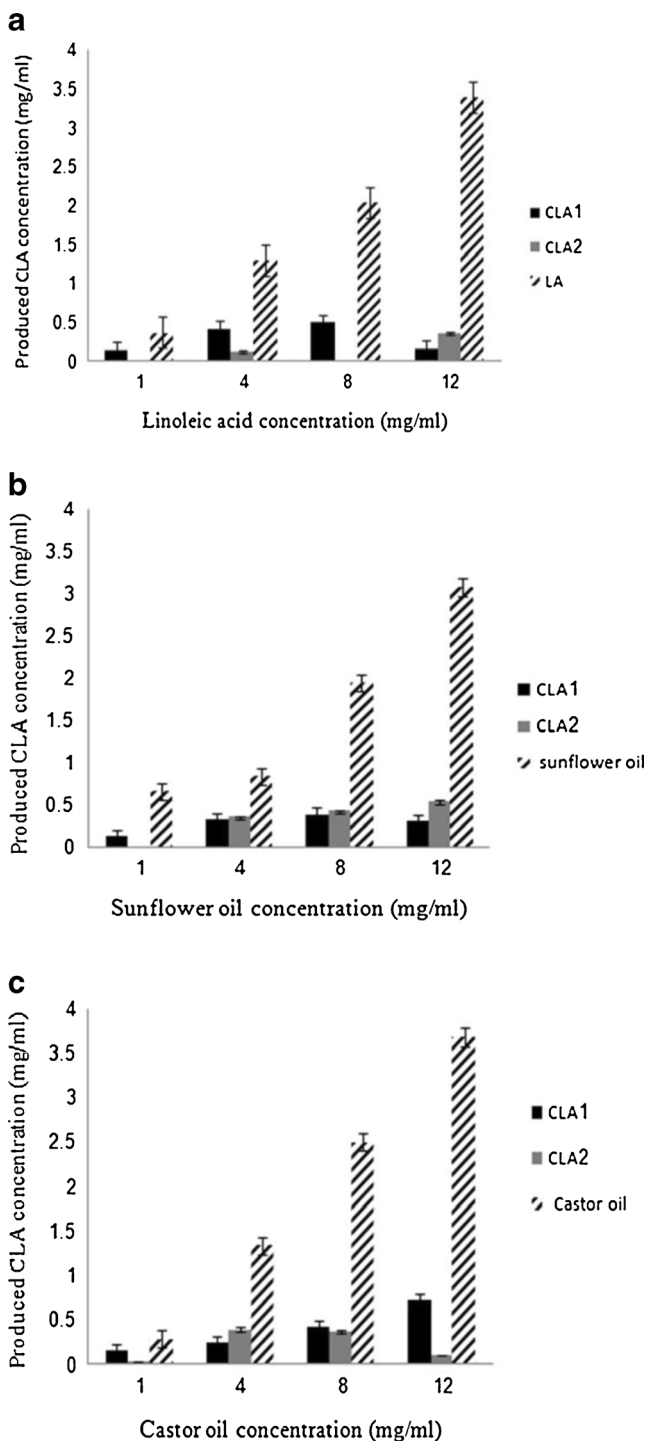 a
Produced CLA concentration (mg/ml)
4
3.5
3
2.5
2
1.5
1
0.5
0
1 4 8 12
Linoleic acid concentration (mg/ml)
CLA1
CLA2
LA
b
Produced CLA concentration (mg/ml)
4
3.5
3
2.5
2
1.5
1
0.5
0
1 4 8 12
Sunflower oil concentration (mg/ml)
CLA1
CLA2
sunflower oil
c
Produced CLA concentration (mg/ml)
4
3.5
3
2.5
2
1.5
1
0.5
0
1 4 8 12
Castor oil concentration (mg/ml)
CLA1
CLA2
Castor oil